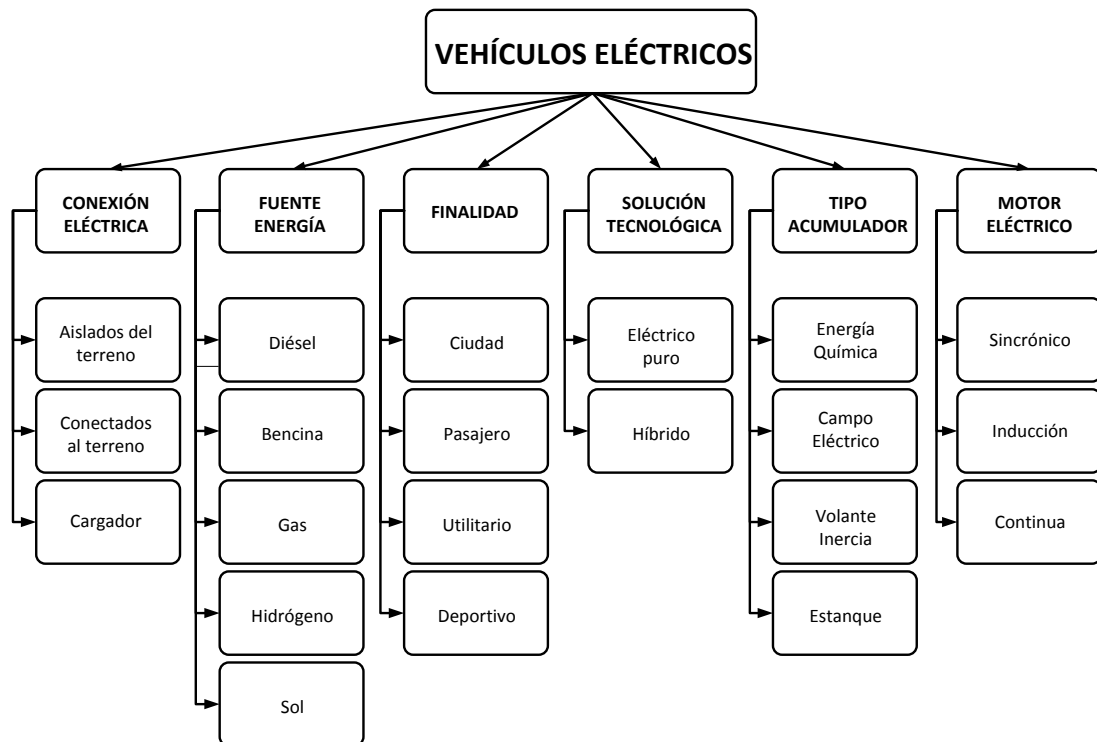 VEHÍCULOS ELÉCTRICOS
CONEXIÓN
ELÉCTRICA
FUENTE
ENERGÍA
FINALIDAD
SOLUCIÓN
TECNOLÓGICA
TIPO
ACUMULADOR
MOTOR
ELÉCTRICO
Aislados del
terreno
Conectados
al terreno
Cargador
Diésel
Bencina
Gas
Hidrógeno
Sol
Ciudad
Pasajero
Utilitario
Deportivo
Eléctrico
puro
Híbrido
Energía
Química
Campo
Eléctrico
Volante
Inercia
Estanque
Sincrónico
Inducción
Continua